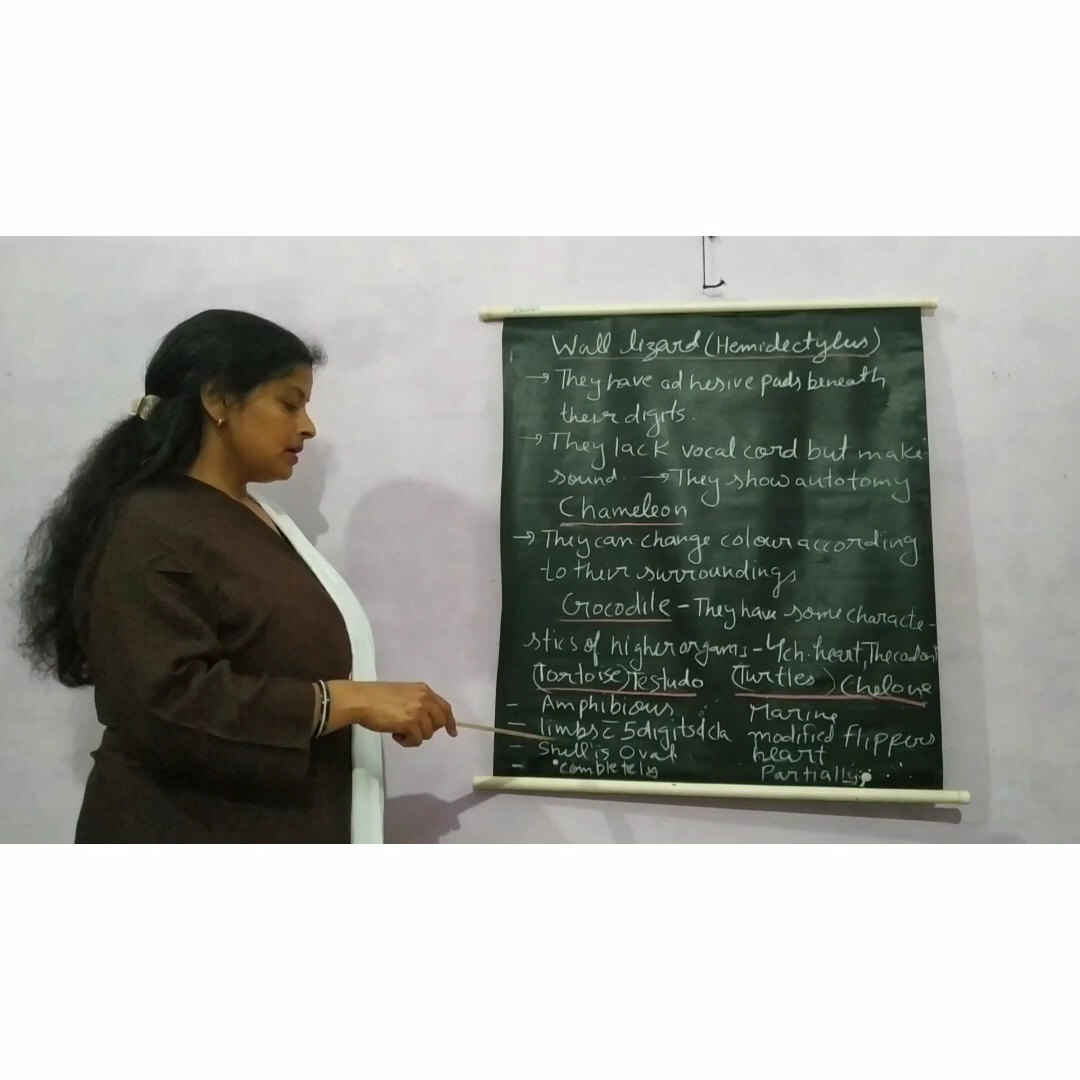 Wall lizard (Hemidectylus)
→ They have adhesive pads beneath
their digits.
→ They lack vocal cord but make
sound. → They show autotomy
Chameleon
→ They can change colour according
to their surroundings
Crocodile - They have some characte-
stics of higher orgams - 4ch. heart, Thecodont
(Tortoise) Testudo (Turtles) Chelone
- Amphibious Marine
- limbs c̄ 5 digits & cla modified flippers
- Shell is Oval heart
- completely Partially